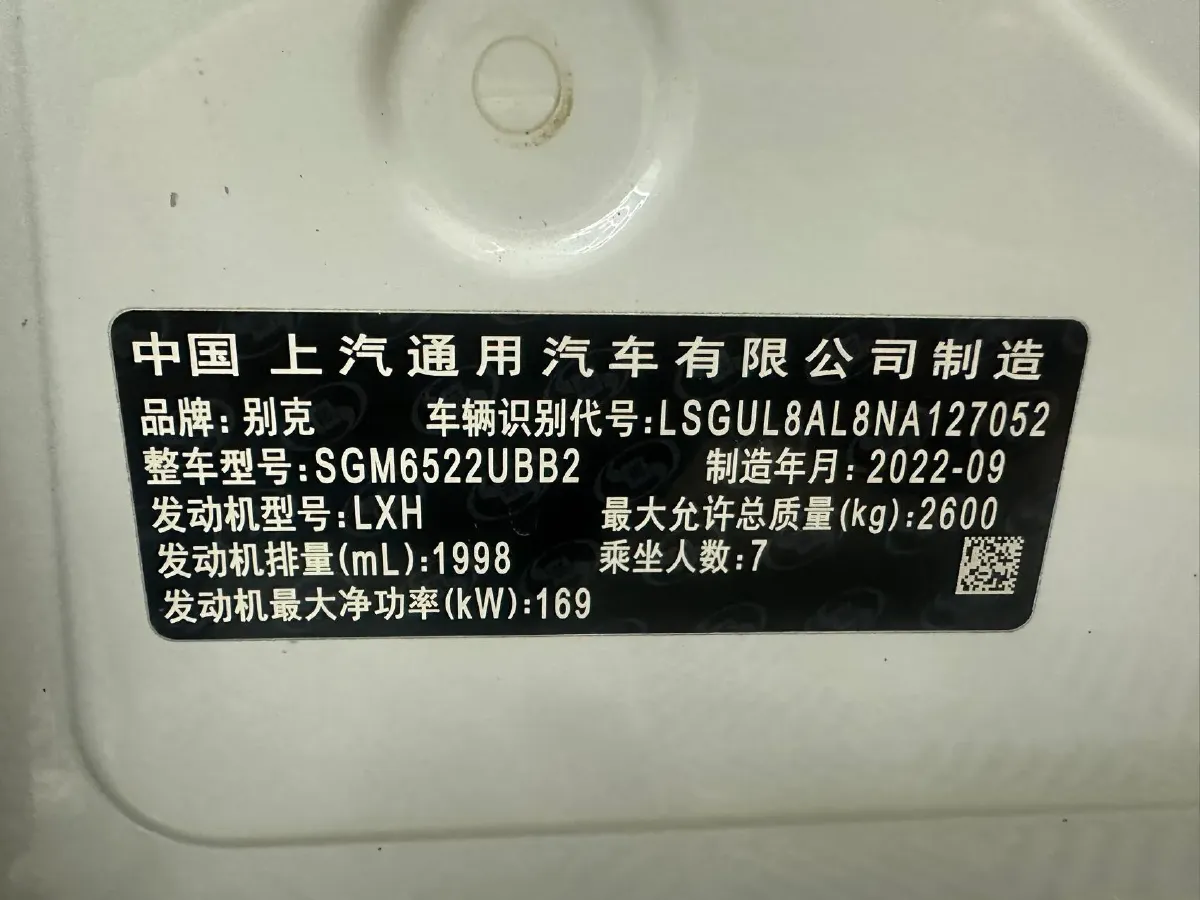 中国 上汽通用汽车有限公司制造
品牌:别克 车辆识别代号:LSGUL8AL8NA127052
整车型号:SGM6522UBB2 制造年月:2022-09
发动机型号:LXH 最大允许总质量(kg):2600
发动机排量(mL):1998 乘坐人数:7
发动机最大净功率(kW):169